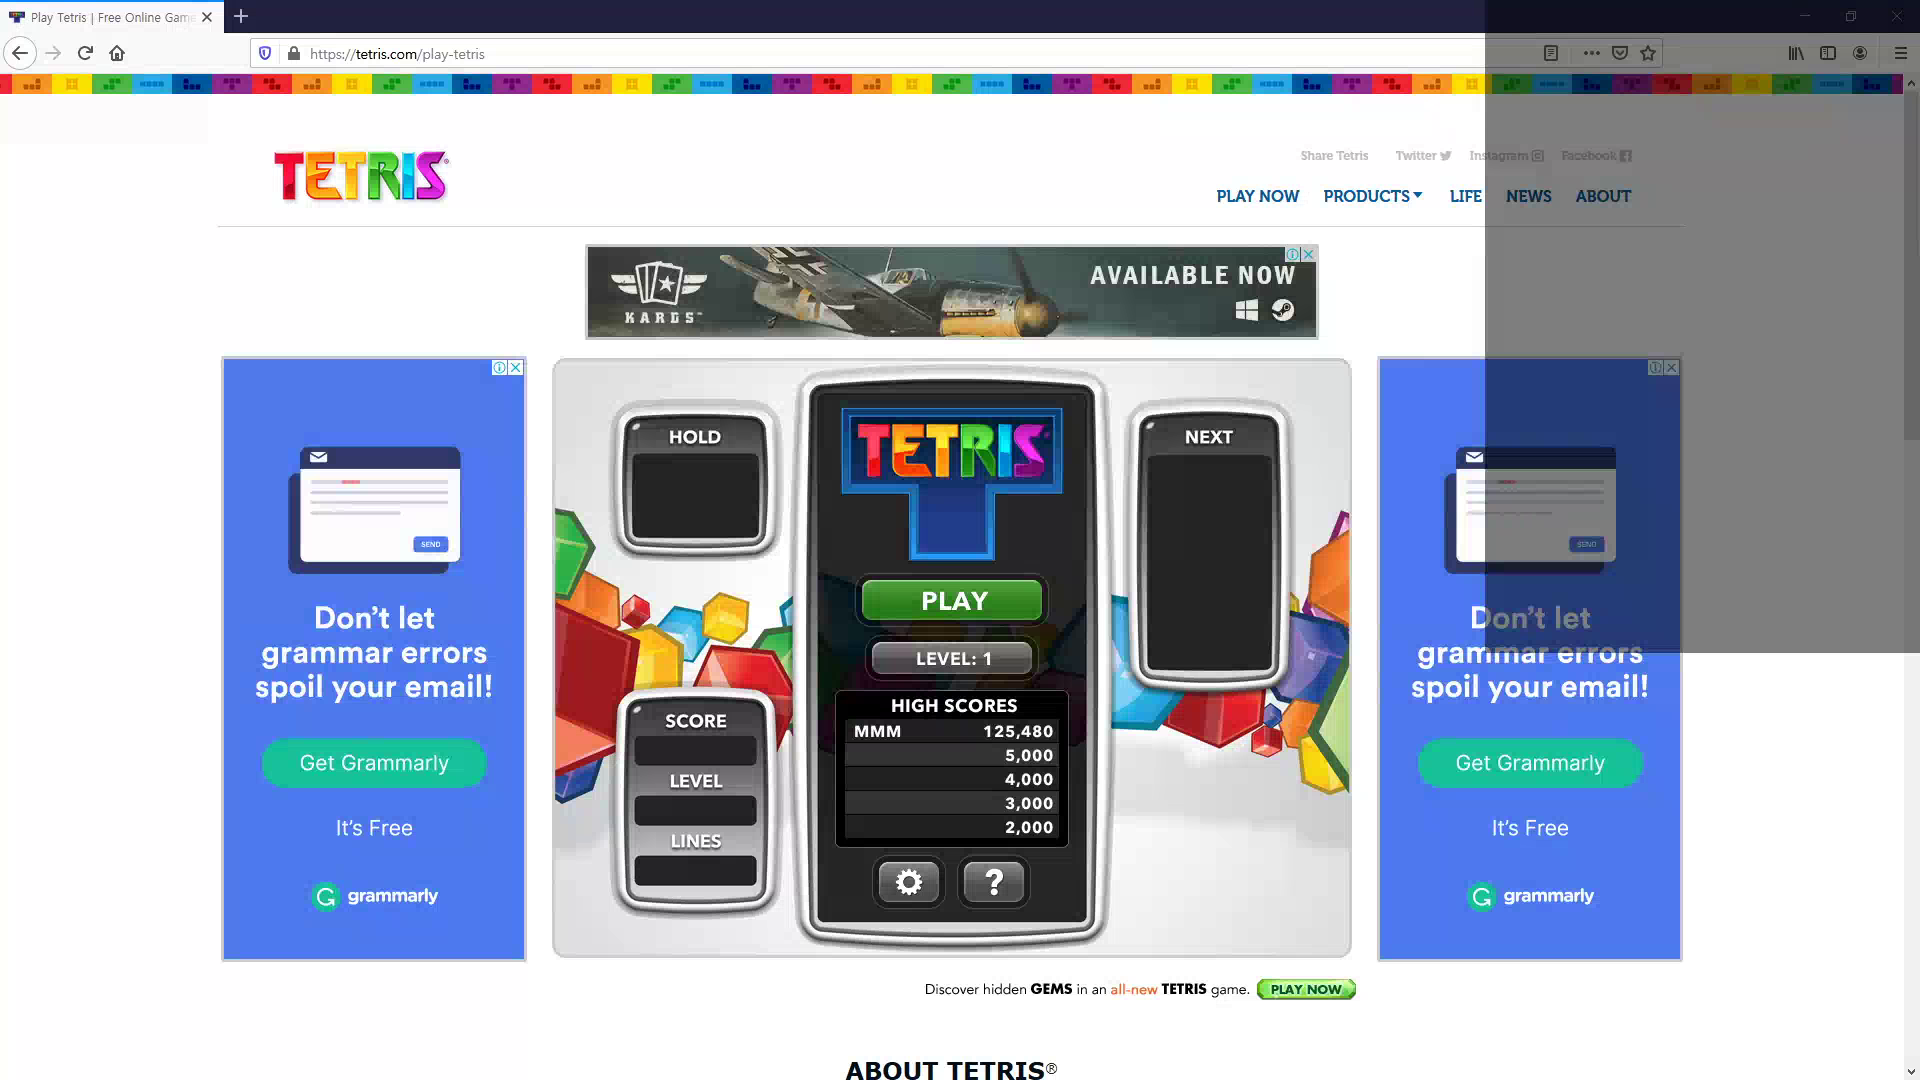 Play Tetris | Free Online Game
https://tetris.com/play-tetris
TETRIS®
Share Tetris Twitter Instagram Facebook
PLAY NOW PRODUCTS LIFE NEWS ABOUT
KARDS™
AVAILABLE NOW
SEND
Don't let
grammar errors
spoil your email!
Get Grammarly
It's Free
grammarly
HOLD
TETRIS
NEXT
PLAY
LEVEL: 1
HIGH SCORES
MMM 125,480
5,000
4,000
3,000
2,000
SCORE
LEVEL
LINES
?
SEND
Don't let
grammar errors
spoil your email!
Get Grammarly
It's Free
grammarly
Discover hidden GEMS in an all-new TETRIS game. PLAY NOW
ABOUT TETRIS®